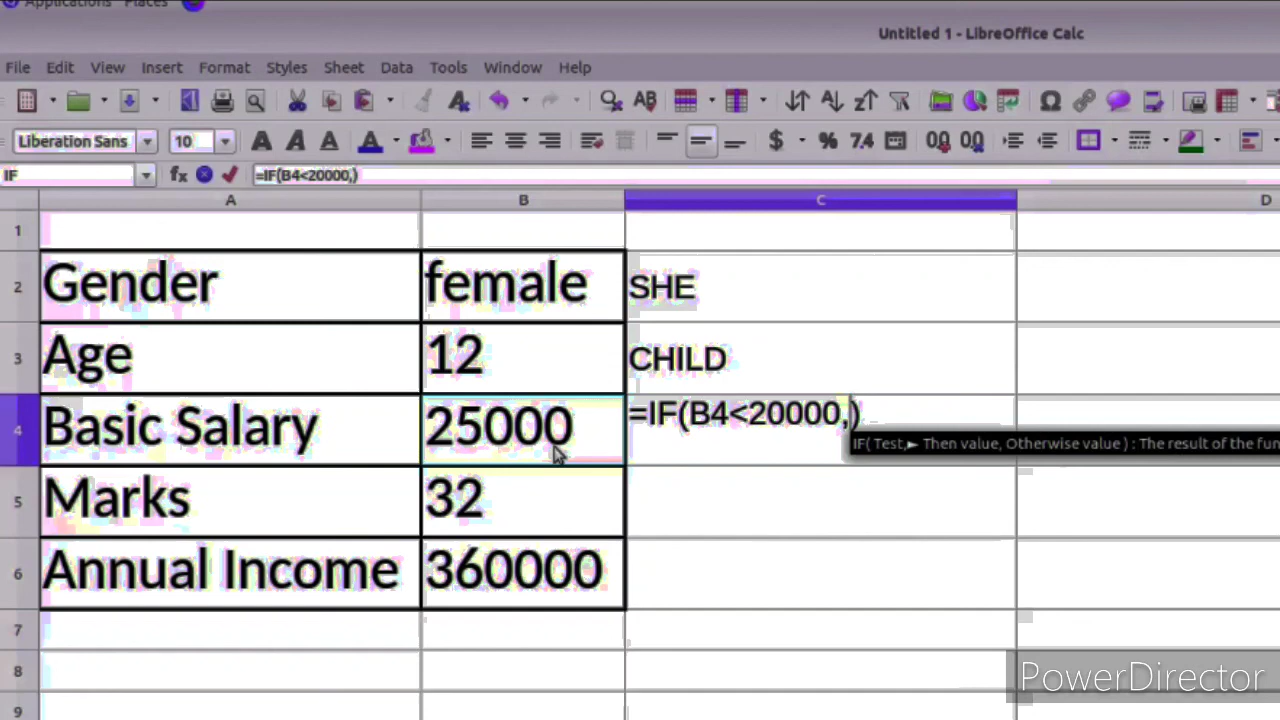 Applications Places
Untitled 1 - LibreOffice Calc
File Edit View Insert Format Styles Sheet Data Tools Window Help
Liberation Sans 10
IF fx =IF(B4<20000,)
A B C D
1
2 Gender female SHE
3 Age 12 CHILD
4 Basic Salary 25000 =IF(B4<20000,)
IF( Test,► Then value, Otherwise value ) : The result of the fun
5 Marks 32
6 Annual Income 360000
7
8
9
PowerDirector